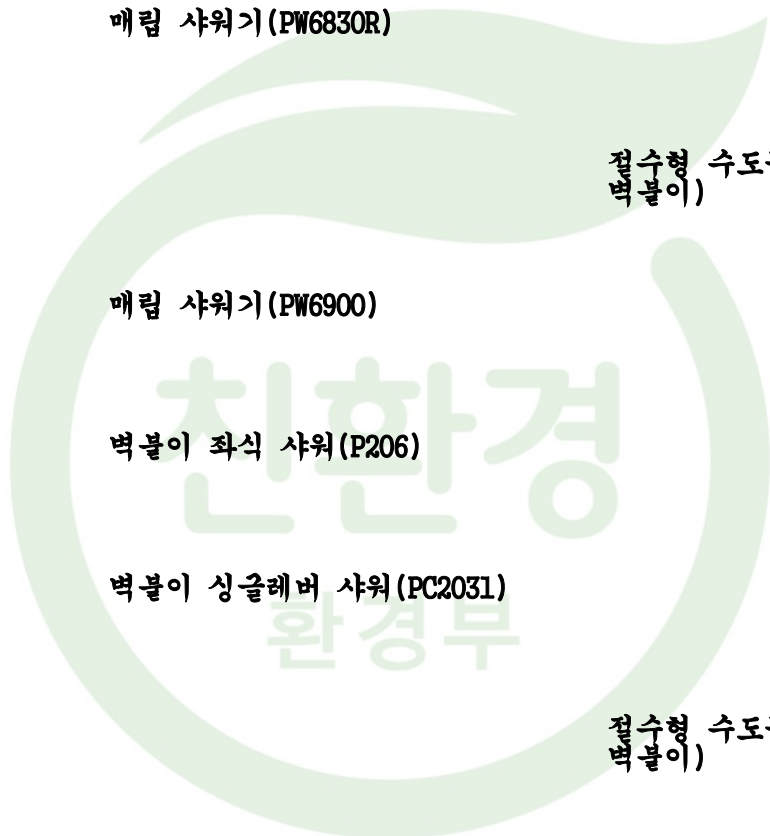 매립 샤워기(PW6830R)
절수형 수도
벽붙이)
매립 샤워기(PW6900)
친환경
벽붙이 좌식 샤워(P206)
벽붙이 싱글레버 샤워(PC2031)
환경부
절수형 수도
벽붙이)